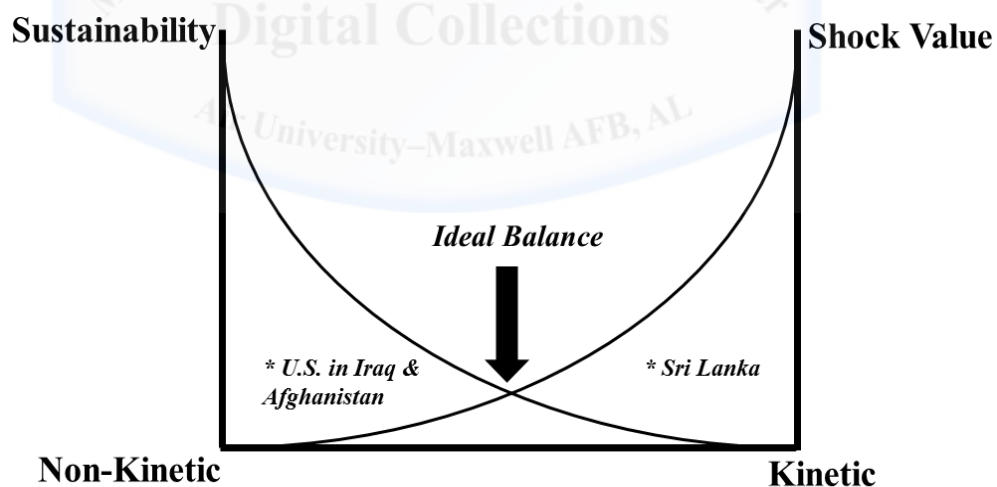 Digital Collections
Sustainability
Shock Value
Air University–Maxwell AFB, AL
Ideal Balance
* U.S. in Iraq &
Afghanistan
* Sri Lanka
Non-Kinetic
Kinetic